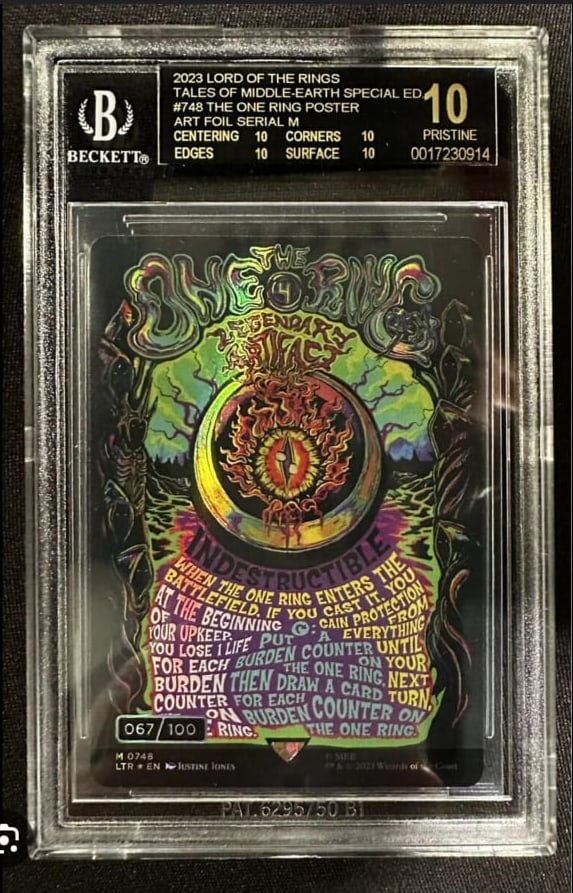 2023 LORD OF THE RINGS
TALES OF MIDDLE-EARTH SPECIAL ED.
#748 THE ONE RING POSTER
ART FOIL SERIAL M
CENTERING 10 CORNERS 10
EDGES 10 SURFACE 10
10
PRISTINE
0017230914
B
BECKETT®
THE
ONE RING
4
LEGENDARY
ARTIFACT
INDESTRUCTIBLE
WHEN THE ONE RING ENTERS THE
BATTLEFIELD, IF YOU CAST IT, YOU
GAIN PROTECTION FROM
EVERYTHING
UNTIL
YOUR
NEXT
TURN.
AT THE BEGINNING
OF YOUR UPKEEP,
YOU LOSE 1 LIFE
FOR EACH
BURDEN
COUNTER
ON
RING.
: PUT A
BURDEN COUNTER
ON
THE ONE RING,
THEN DRAW A CARD
FOR EACH
BURDEN COUNTER ON
THE ONE RING.
067/100
M 0748
LTR ★ EN JUSTINE JONES
© MEE
™ & © 2023 Wizards of the Coast
PAT.6295750 B1